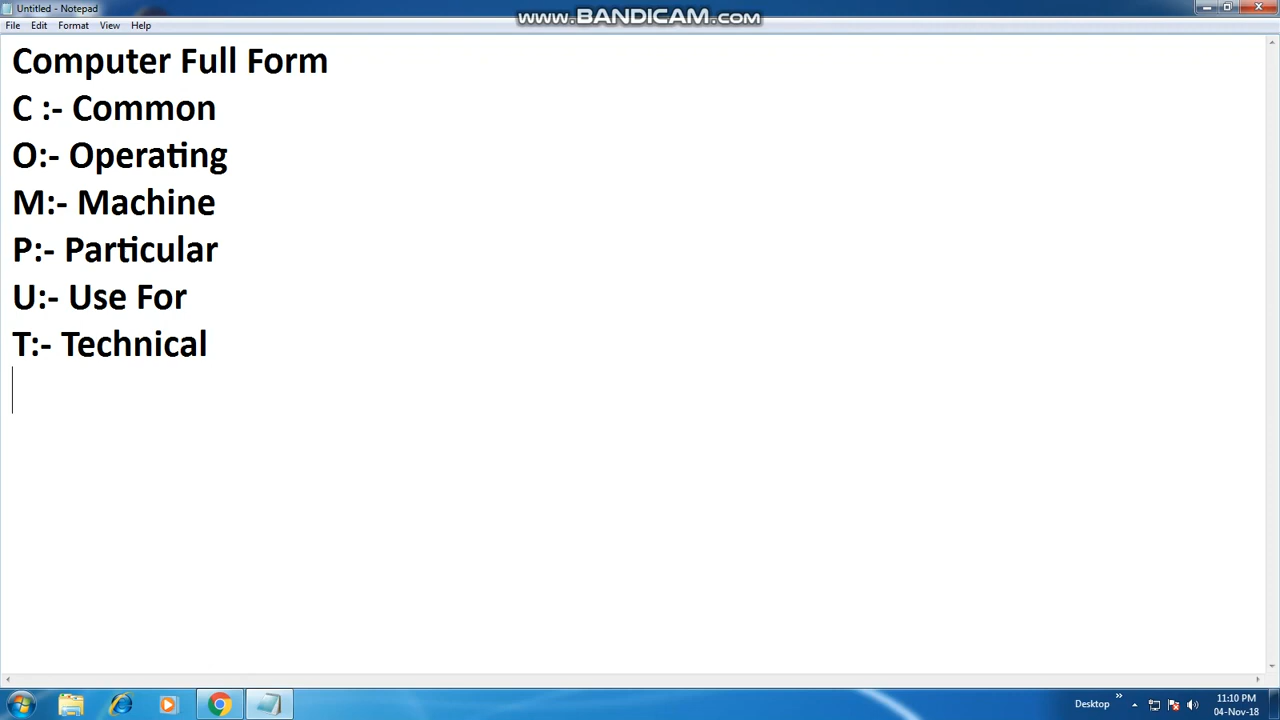 Untitled - Notepad
www.BANDICAM.com
File Edit Format View Help
Computer Full Form
C :- Common
O:- Operating
M:- Machine
P:- Particular
U:- Use For
T:- Technical
Desktop
11:10 PM
04-Nov-18